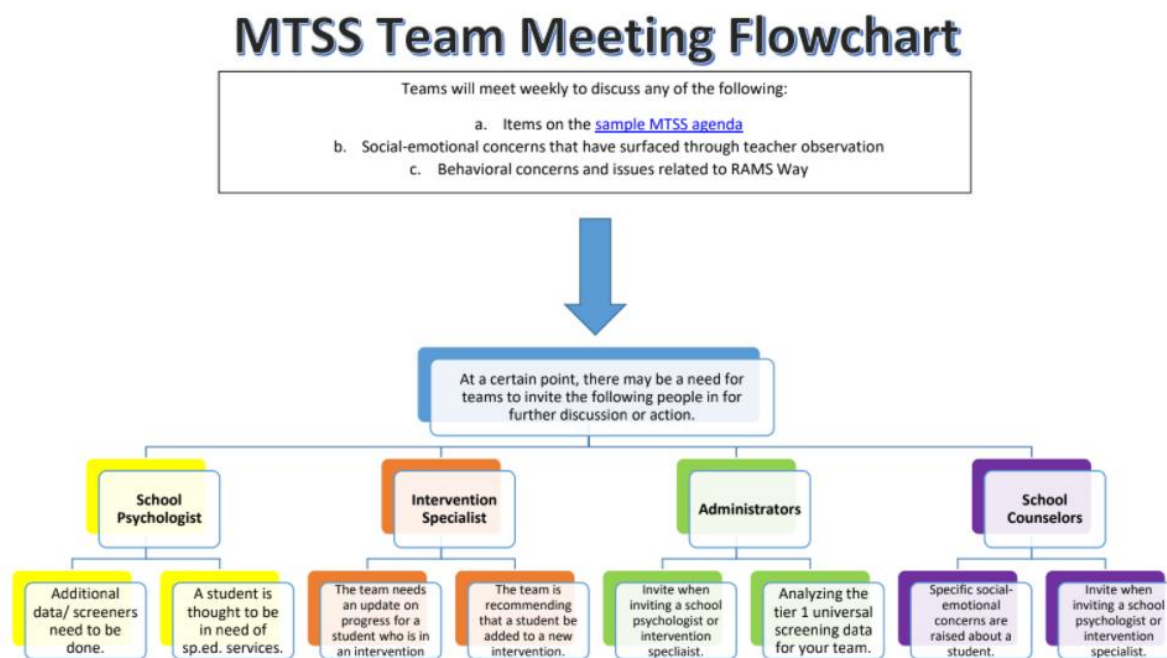 MTSS Team Meeting Flowchart
Teams will meet weekly to discuss any of the following:
a. Items on the sample MTSS agenda
b. Social-emotional concerns that have surfaced through teacher observation
c. Behavioral concerns and issues related to RAMS Way
At a certain point, there may be a need for
teams to invite the following people in for
further discussion or action.
School
Psychologist
Additional
data/ screeners
need to be
done.
A student is
thought to be
in need of
sp.ed. services.
Intervention
Specialist
The team needs
an update on
progress for a
student who is in
an intervention
The team is
recommending
that a student be
added to a new
intervention.
Administrators
Invite when
inviting a school
psychologist or
intervention
specliaist.
Analyzing the
tier 1 universal
screening data
for your team.
School
Counselors
Specific social-
emotional
concerns are
raised about a
student.
Invite when
inviting a school
psychologist or
intervention
specialist.